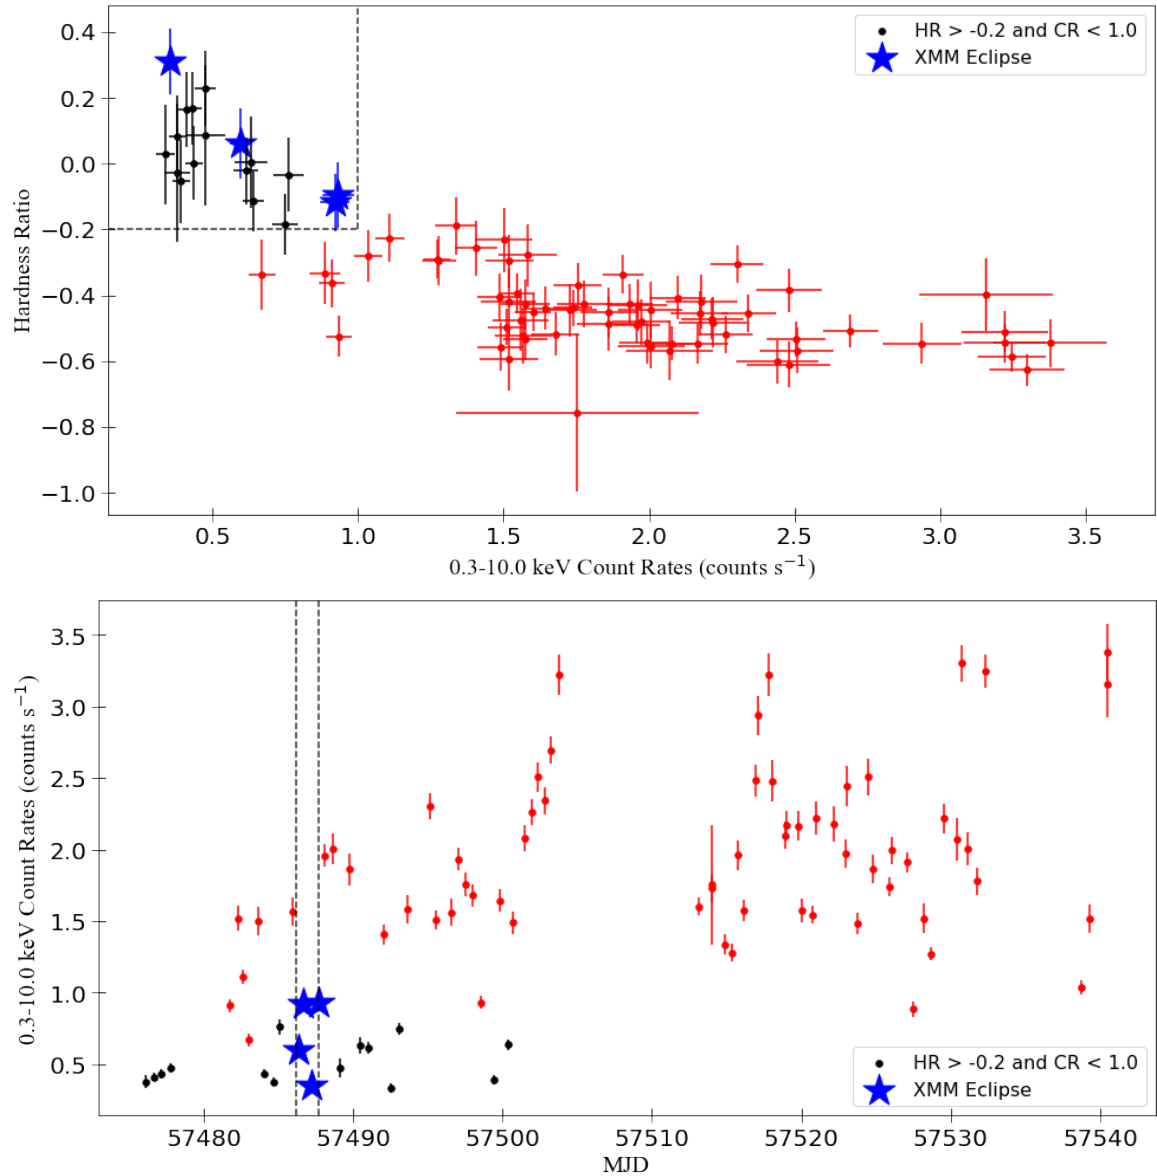 0.4
0.2
0.0
−0.2
−0.4
−0.6
−0.8
−1.0
Hardness Ratio
HR > -0.2 and CR < 1.0
XMM Eclipse
0.5 1.0 1.5 2.0 2.5 3.0 3.5
0.3-10.0 keV Count Rates (counts s⁻¹)
3.5
3.0
2.5
2.0
1.5
1.0
0.5
0.3-10.0 keV Count Rates (counts s⁻¹)
HR > -0.2 and CR < 1.0
XMM Eclipse
57480 57490 57500 57510 57520 57530 57540
MJD